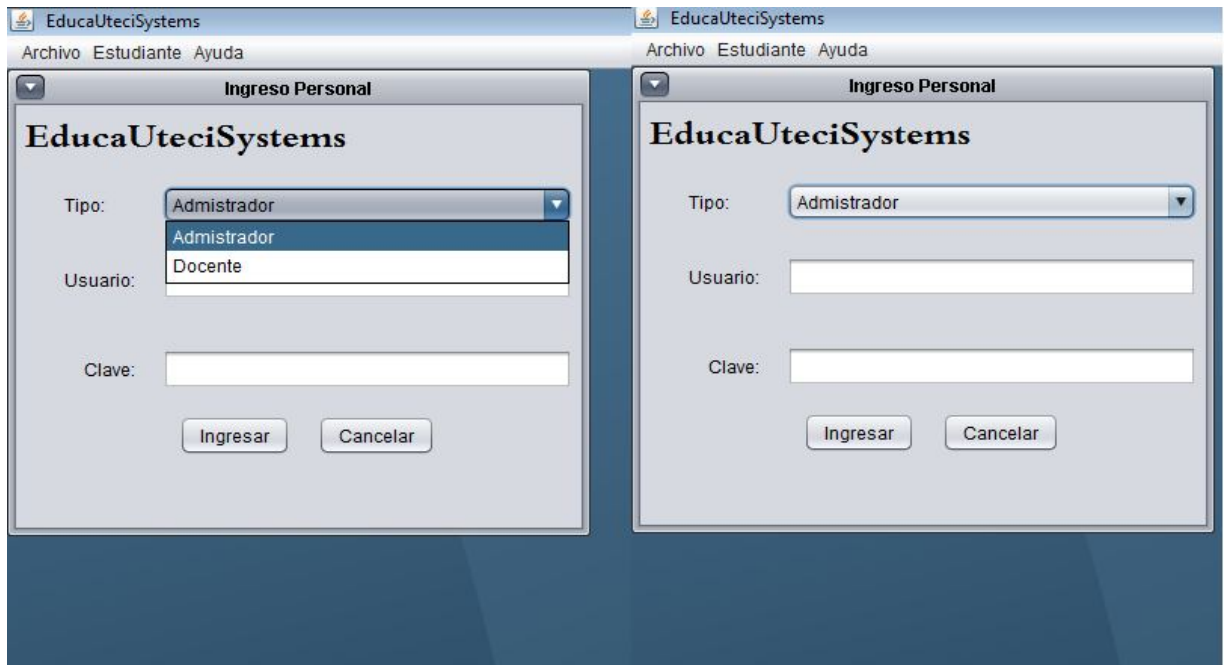 EducaUteciSystems
Archivo Estudiante Ayuda
Ingreso Personal
EducaUteciSystems
Tipo: Admistrador
Admistrador
Docente
Usuario:
Clave:
Ingresar Cancelar
EducaUteciSystems
Archivo Estudiante Ayuda
Ingreso Personal
EducaUteciSystems
Tipo: Admistrador
Usuario:
Clave:
Ingresar Cancelar